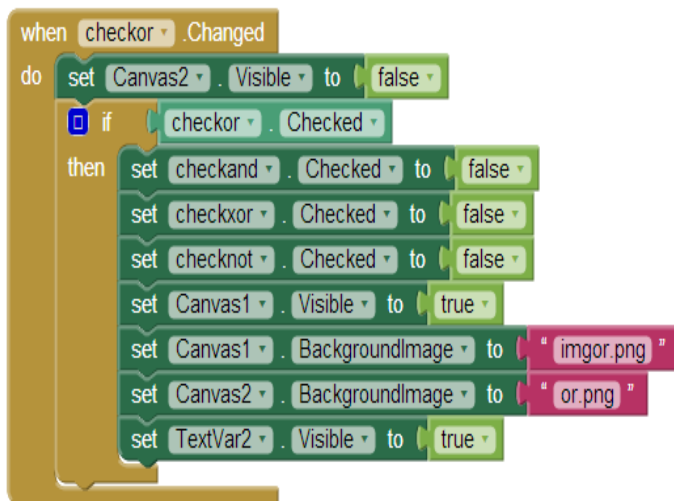 when checkor .Changed
do set Canvas2 . Visible to false
if checkor . Checked
then set checkand . Checked to false
set checkxor . Checked to false
set checknot . Checked to false
set Canvas1 . Visible to true
set Canvas1 . BackgroundImage to " imgor.png "
set Canvas2 . BackgroundImage to " or.png "
set TextVar2 . Visible to true